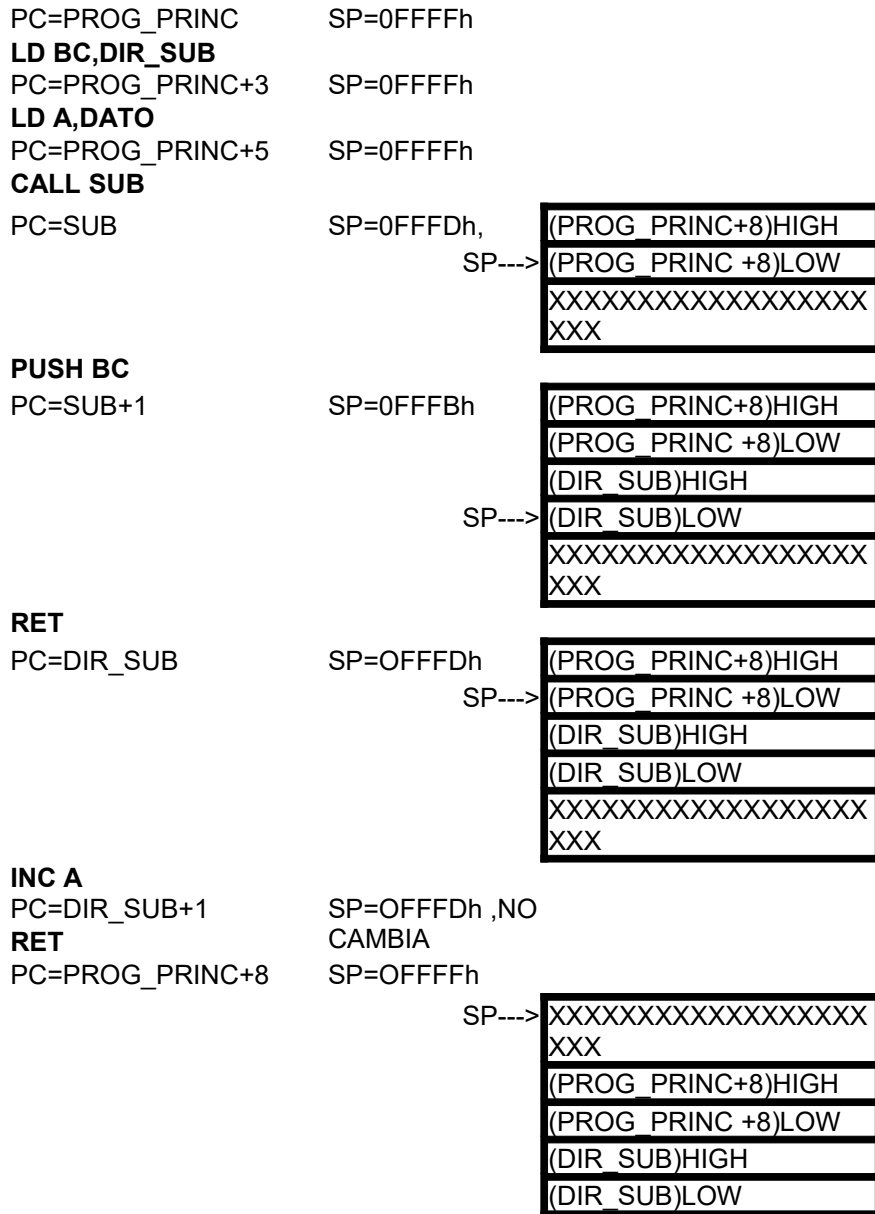 PC=PROG_PRINC SP=0FFFFh
LD BC,DIR_SUB
PC=PROG_PRINC+3 SP=0FFFFh
LD A,DATO
PC=PROG_PRINC+5 SP=0FFFFh
CALL SUB
PC=SUB SP=0FFFDh, (PROG_PRINC+8)HIGH
SP---> (PROG_PRINC +8)LOW
XXXXXXXXXXXXXXXXXX
XXX
PUSH BC
PC=SUB+1 SP=0FFFBh (PROG_PRINC+8)HIGH
(PROG_PRINC +8)LOW
(DIR_SUB)HIGH
SP---> (DIR_SUB)LOW
XXXXXXXXXXXXXXXXXX
XXX
RET
PC=DIR_SUB SP=OFFFDh (PROG_PRINC+8)HIGH
SP---> (PROG_PRINC +8)LOW
(DIR_SUB)HIGH
(DIR_SUB)LOW
XXXXXXXXXXXXXXXXXX
XXX
INC A
PC=DIR_SUB+1 SP=OFFFDh ,NO
RET CAMBIA
PC=PROG_PRINC+8 SP=OFFFFh
SP---> XXXXXXXXXXXXXXXXXX
XXX
(PROG_PRINC+8)HIGH
(PROG_PRINC +8)LOW
(DIR_SUB)HIGH
(DIR_SUB)LOW